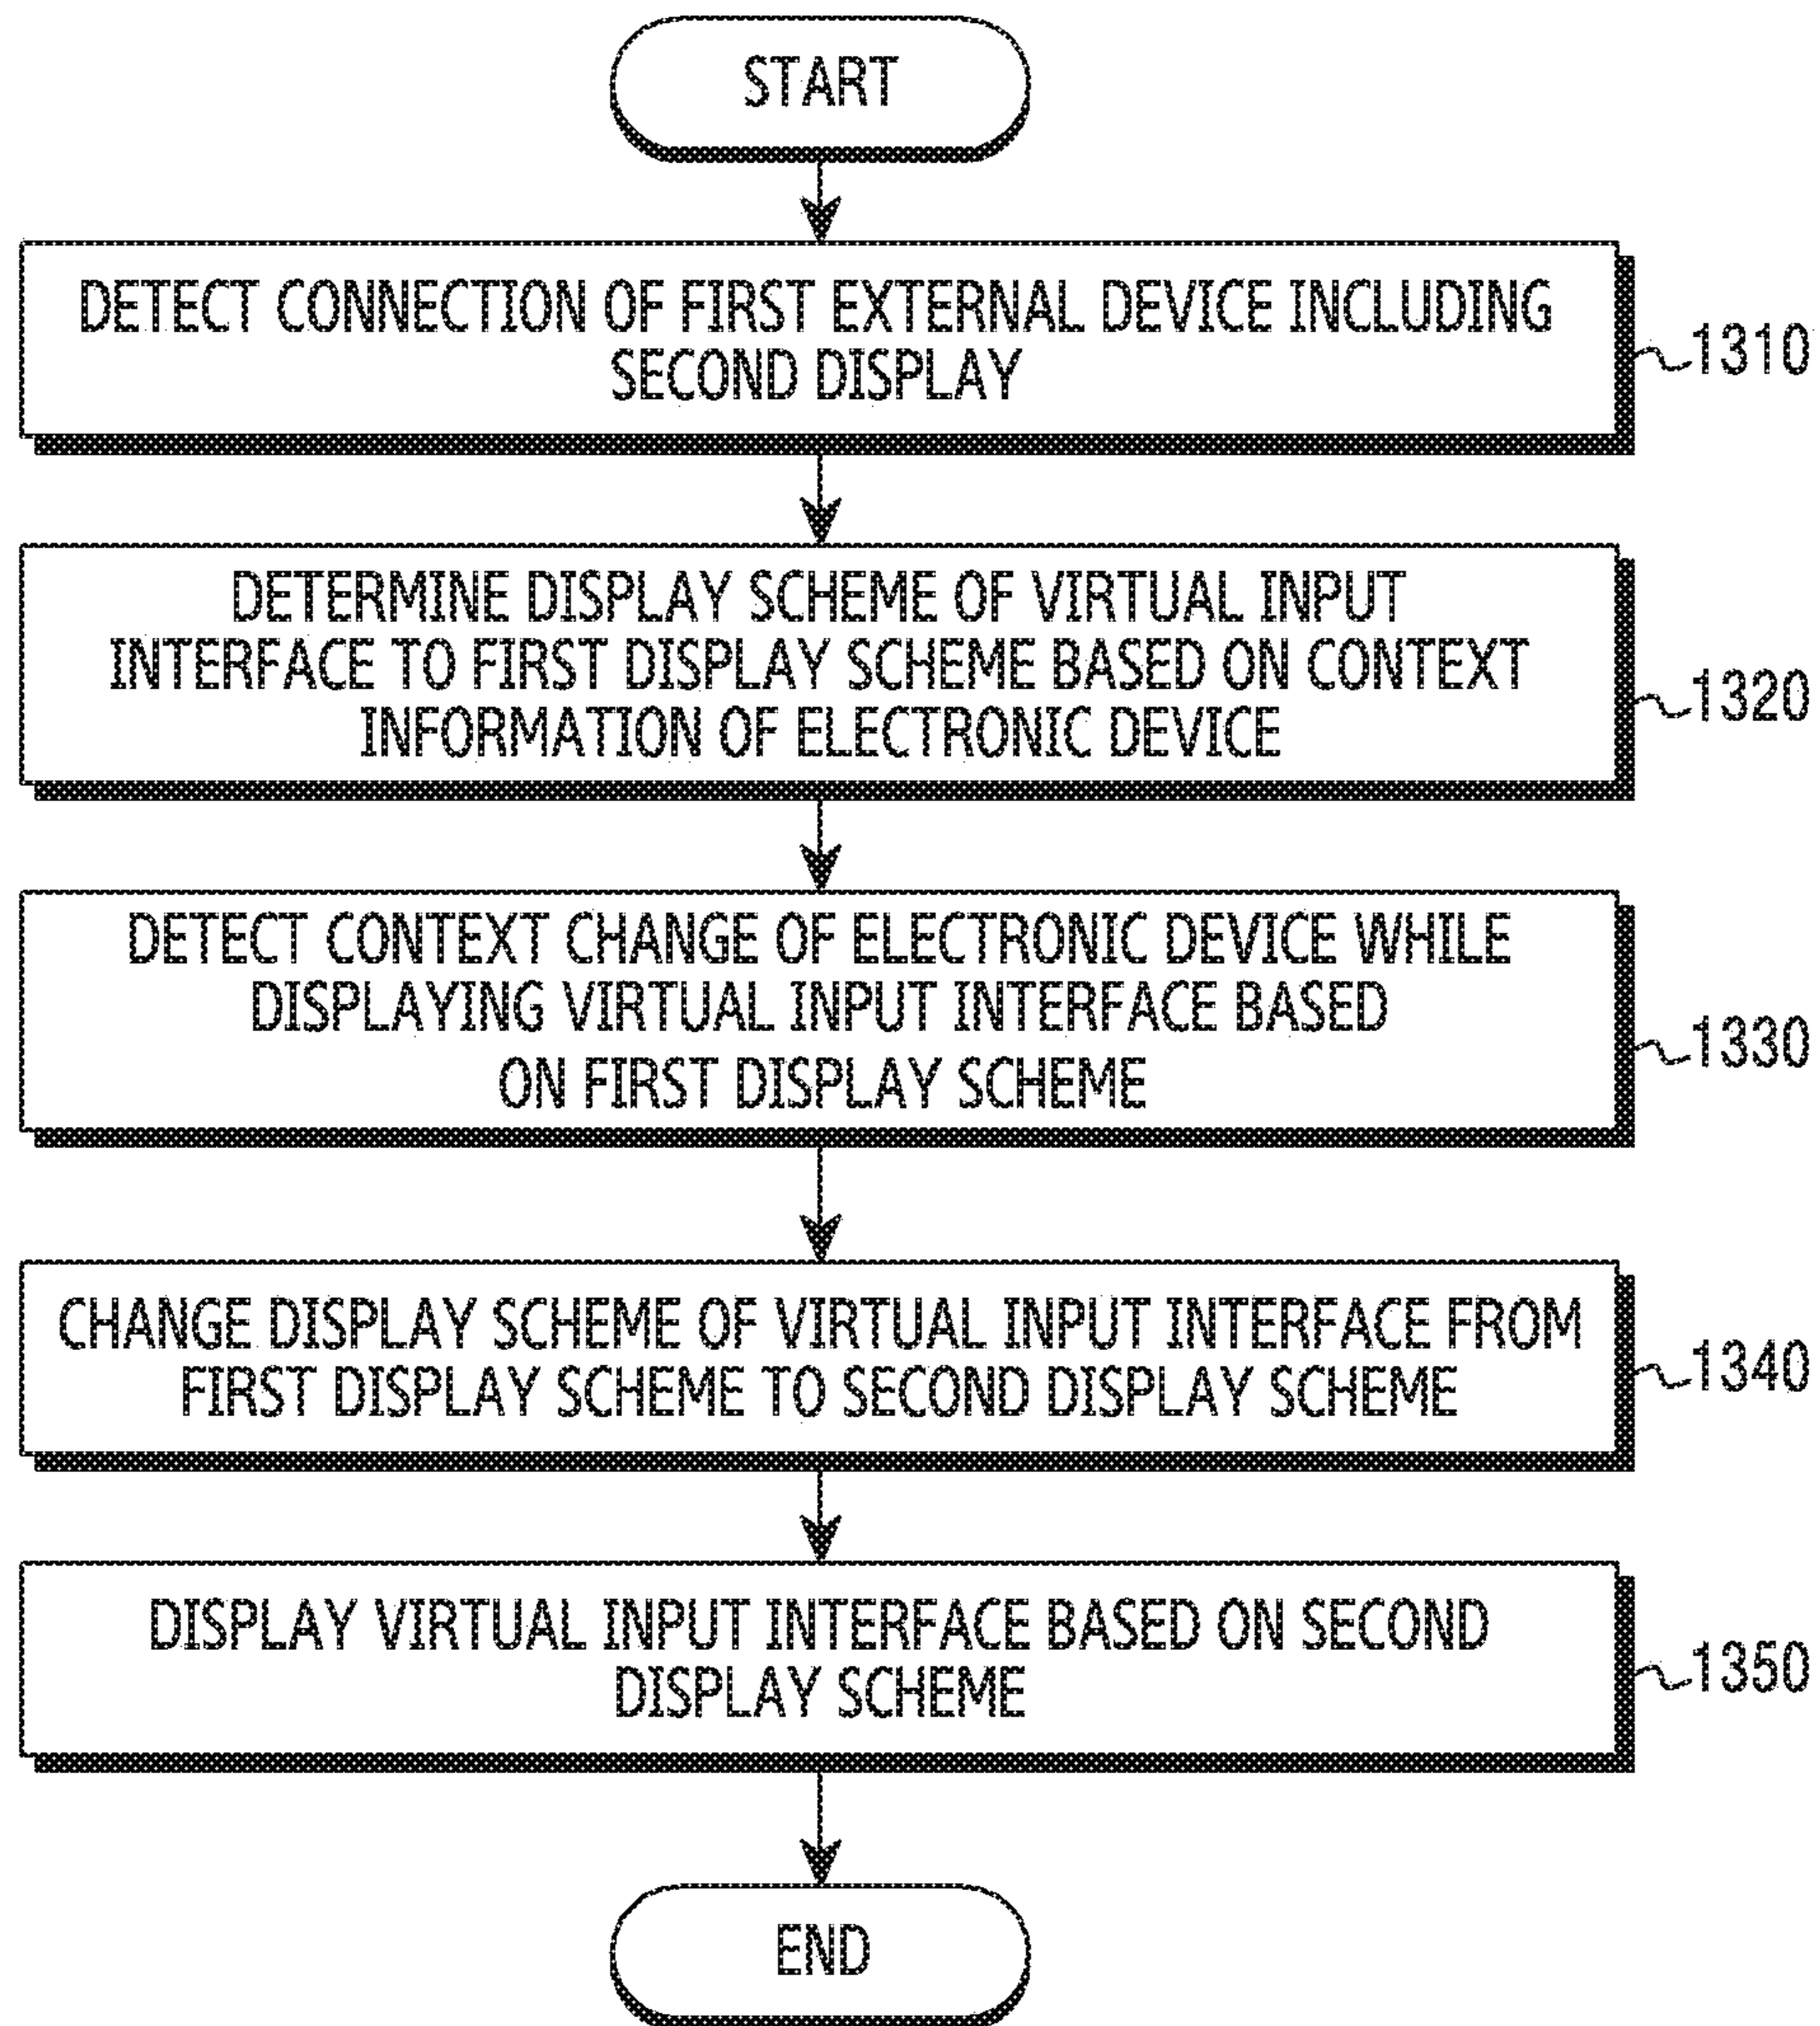 START
DETECT CONNECTION OF FIRST EXTERNAL DEVICE INCLUDING
SECOND DISPLAY
1310
DETERMINE DISPLAY SCHEME OF VIRTUAL INPUT
INTERFACE TO FIRST DISPLAY SCHEME BASED ON CONTEXT
INFORMATION OF ELECTRONIC DEVICE
1320
DETECT CONTEXT CHANGE OF ELECTRONIC DEVICE WHILE
DISPLAYING VIRTUAL INPUT INTERFACE BASED
ON FIRST DISPLAY SCHEME
1330
CHANGE DISPLAY SCHEME OF VIRTUAL INPUT INTERFACE FROM
FIRST DISPLAY SCHEME TO SECOND DISPLAY SCHEME
1340
DISPLAY VIRTUAL INPUT INTERFACE BASED ON SECOND
DISPLAY SCHEME
1350
END